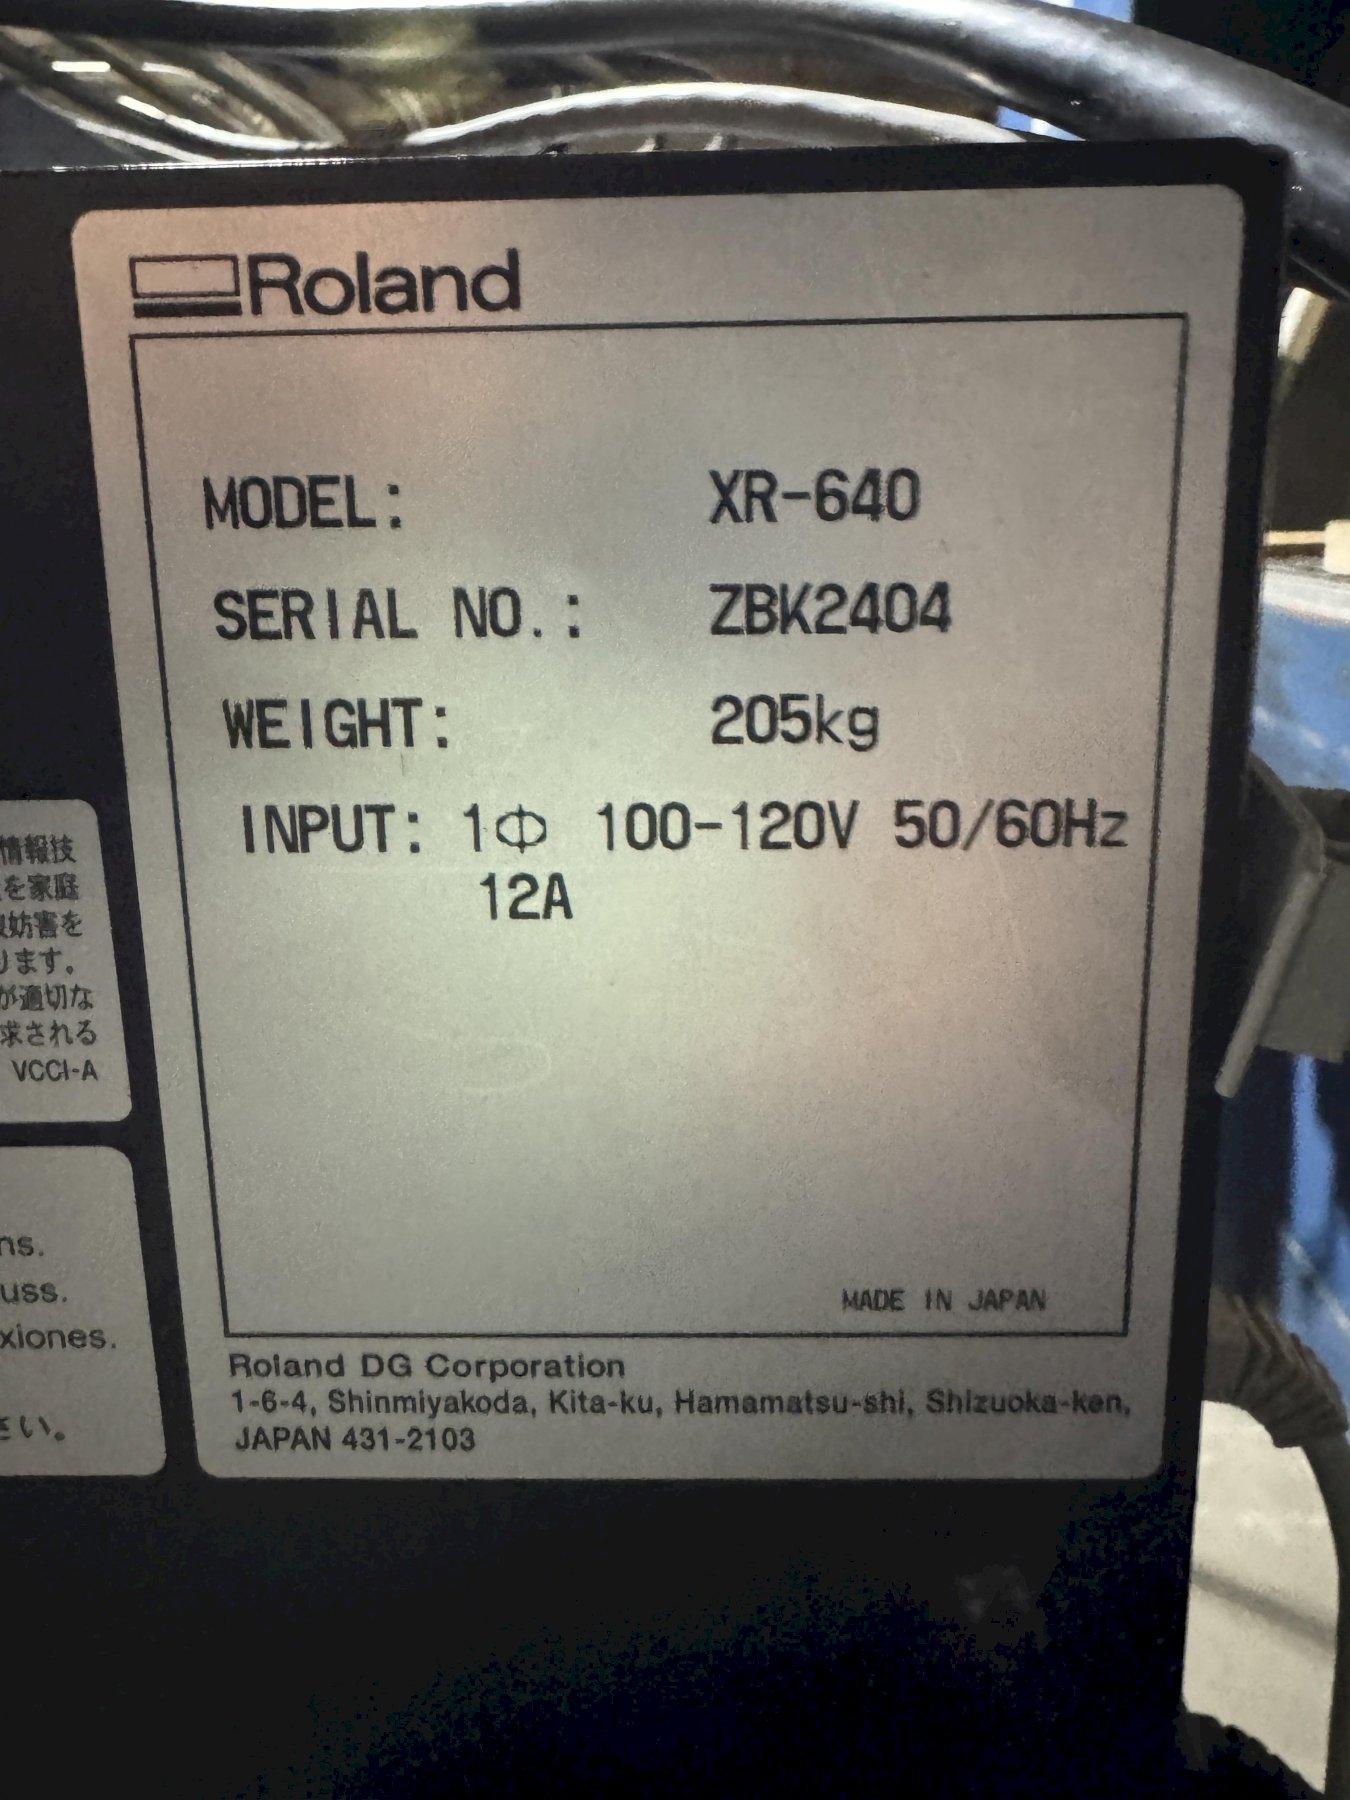 Roland
MODEL: XR-640
SERIAL NO.: ZBK2404
WEIGHT: 205kg
INPUT: 1Φ 100-120V 50/60Hz
12A
MADE IN JAPAN
Roland DG Corporation
1-6-4, Shinmiyakoda, Kita-ku, Hamamatsu-shi, Shizuoka-ken,
JAPAN 431-2103
情報技
を家庭
妨害を
ります。
が適切な
求される
VCCI-A
ns.
uss.
xiones.
さい。